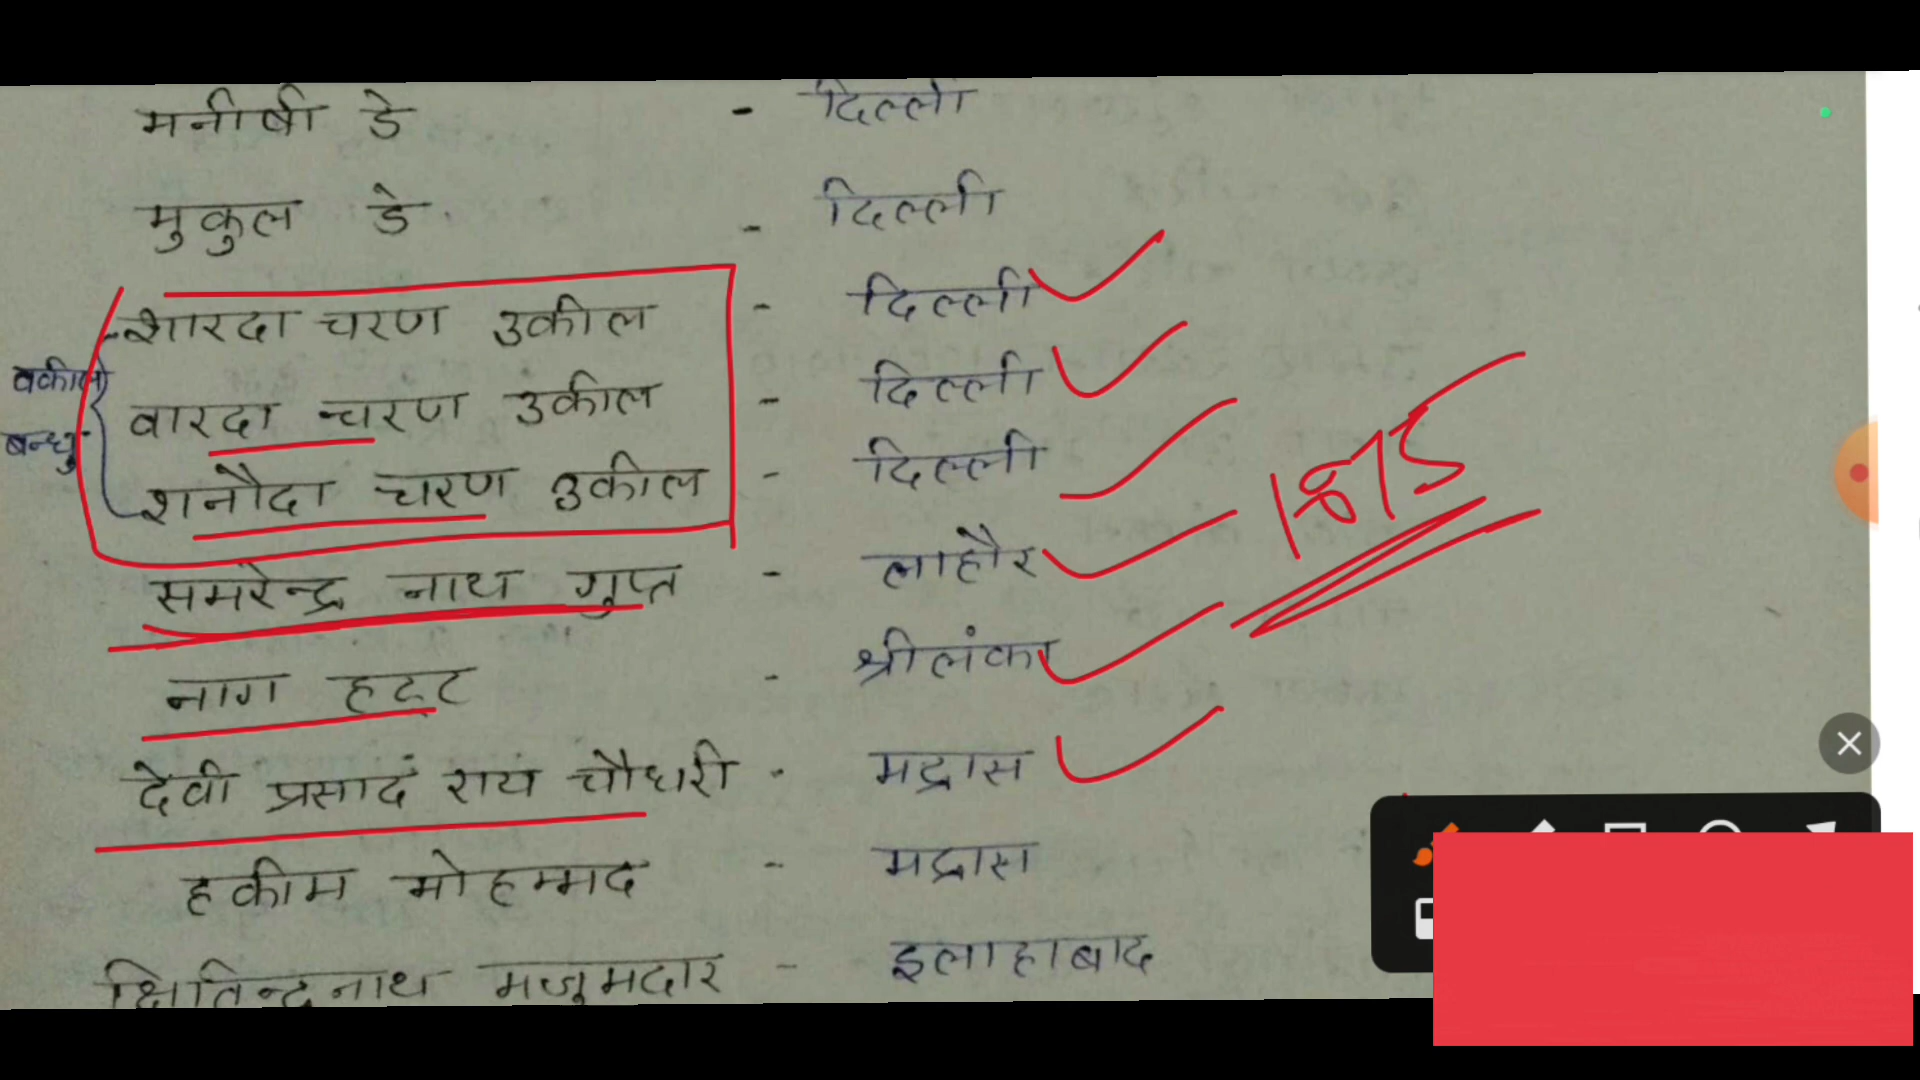 मनीषी डे - दिल्ली
मुकुल डे - दिल्ली
शारदा चरण उकील - दिल्ली
वकील
वारदा चरण उकील - दिल्ली
बन्धु
शनौदा चरण उकील - दिल्ली
1875
समरेन्द्र नाथ गुप्त - लाहौर
नाग हट्ट - श्रीलंका
देवी प्रसाद राय चौधरी - मद्रास
हकीम मोहम्मद - मद्रास
क्षितिन्द्रनाथ मजूमदार - इलाहाबाद